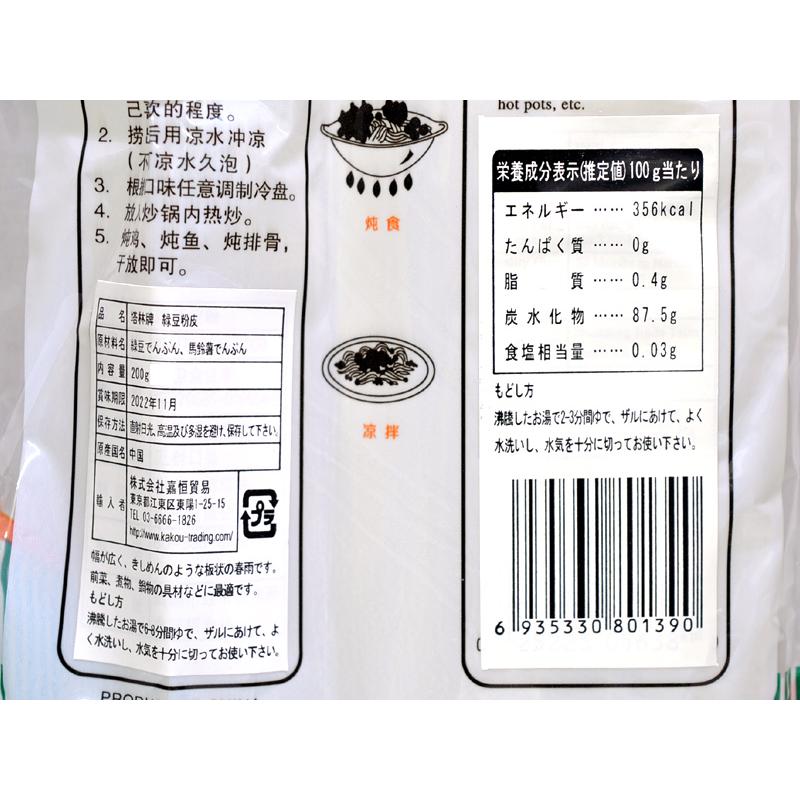 己欢的程度。
2. 捞后用凉水冲凉
(不凉水久泡)
3. 根据口味任意调制冷盘。
4. 放入炒锅内热炒。
5. 炖鸡、炖鱼、炖排骨，
干放即可。
品 名 塔林牌 緑豆粉皮
原材料名 緑豆でんぷん、馬鈴薯でんぷん
内容量 200g
賞味期限 2022年11月
保存方法 直射日光、高温及び多湿を避け、保存して下さい。
原産国名 中国
輸入者 株式会社嘉恒貿易
東京都江東区東陽1-25-15
TEL 03-6666-1826
http://www.kakou-trading.com/
プラ
幅が広く、きしめんのような板状の春雨です。
前菜、煮物、鍋物の具材などに最適です。
もどし方
沸騰したお湯で6-8分間ゆで、ザルにあけて、よ
く水洗いし、水気を十分に切ってお使い下さい。
炖食
凉拌
hot pots, etc.
栄養成分表示(推定値)100g当たり
エネルギー …… 356kcal
たんぱく質 …… 0g
脂 質 …… 0.4g
炭水化物 …… 87.5g
食塩相当量 …… 0.03g
もどし方
沸騰したお湯で2-3分間ゆで、ザルにあけて、よく
水洗いし、水気を十分に切ってお使い下さい。
6 935330 801390